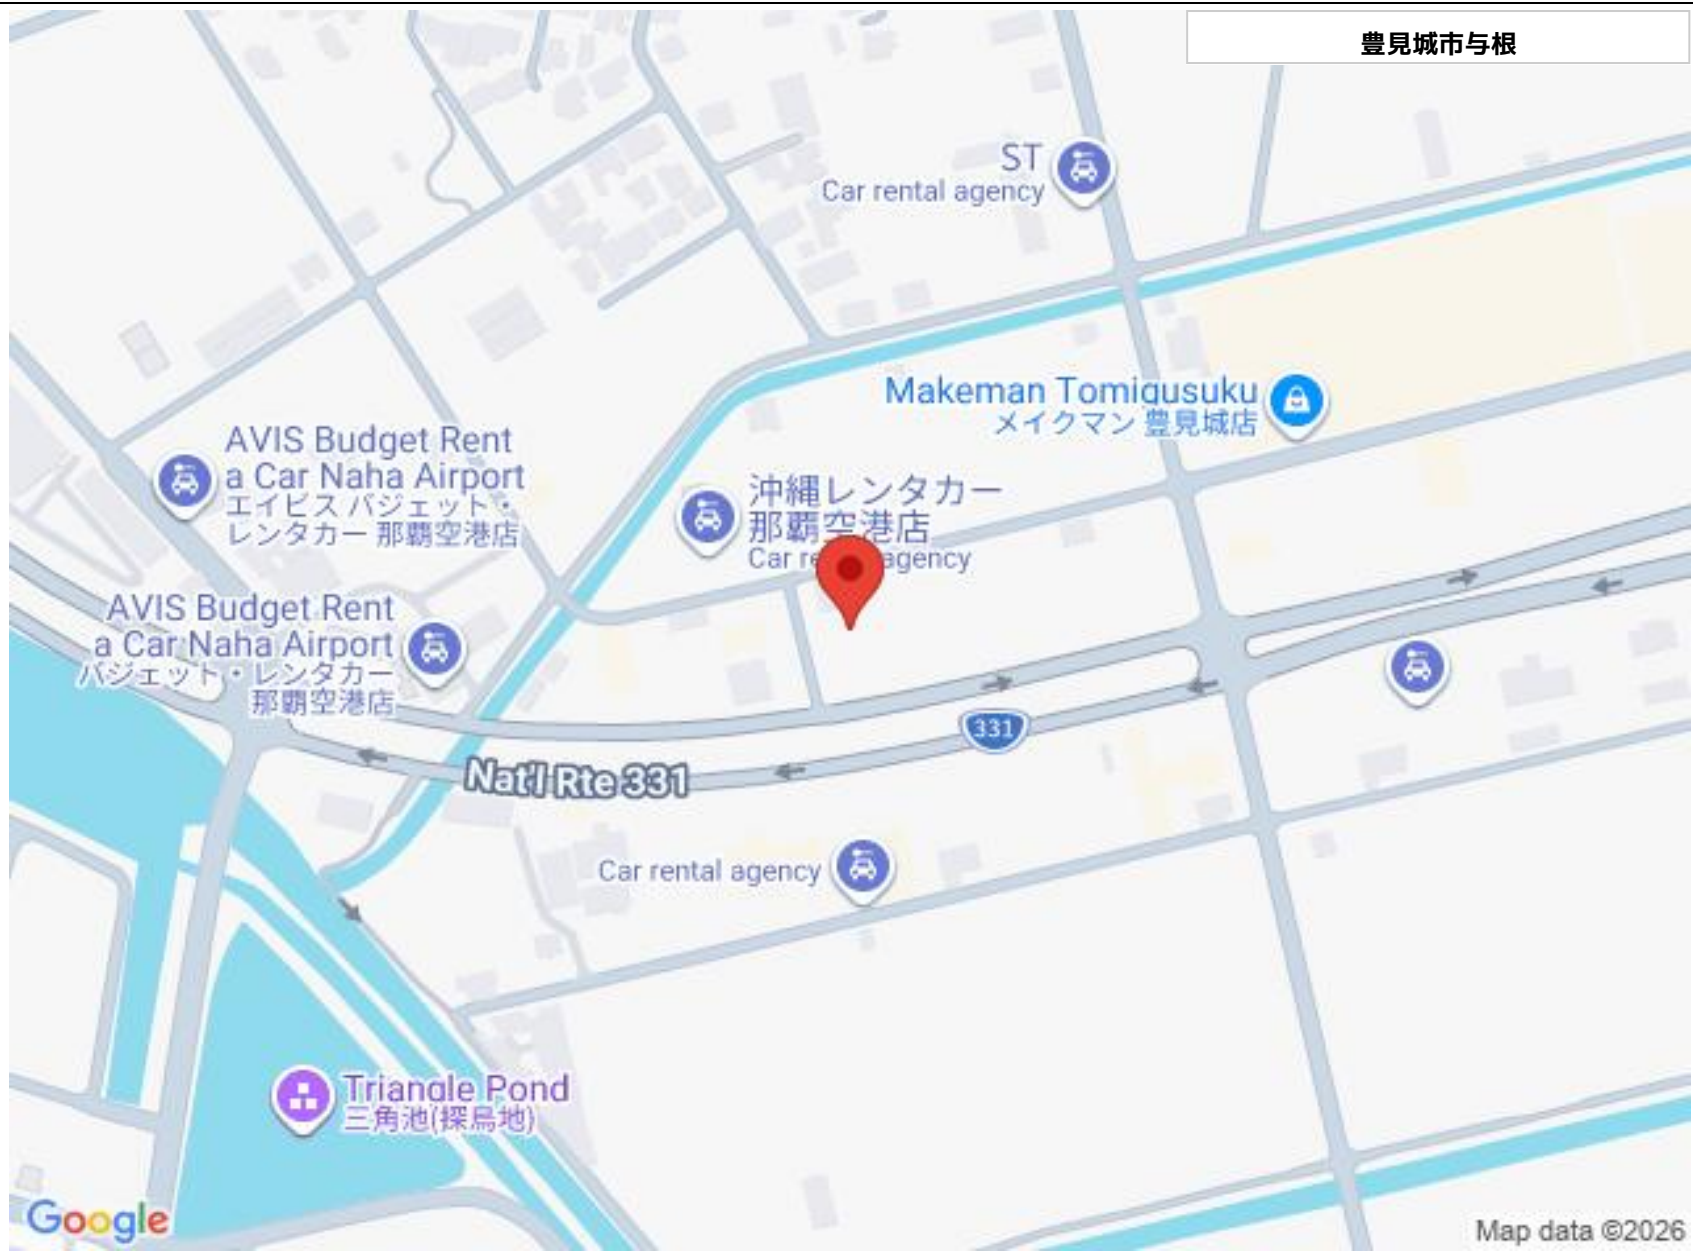 豊見城市与根
ST
Car rental agency
Makeman Tomigusuku
メイクマン 豊見城店
AVIS Budget Rent
a Car Naha Airport
エイビス バジェット・
レンタカー 那覇空港店
沖縄レンタカー
那覇空港店
Car re agency
AVIS Budget Rent
a Car Naha Airport
バジェット・レンタカー
那覇空港店
331
Nat'l Rte 331
Car rental agency
Triangle Pond
三角池(探鳥地)
Google
Map data ©2026